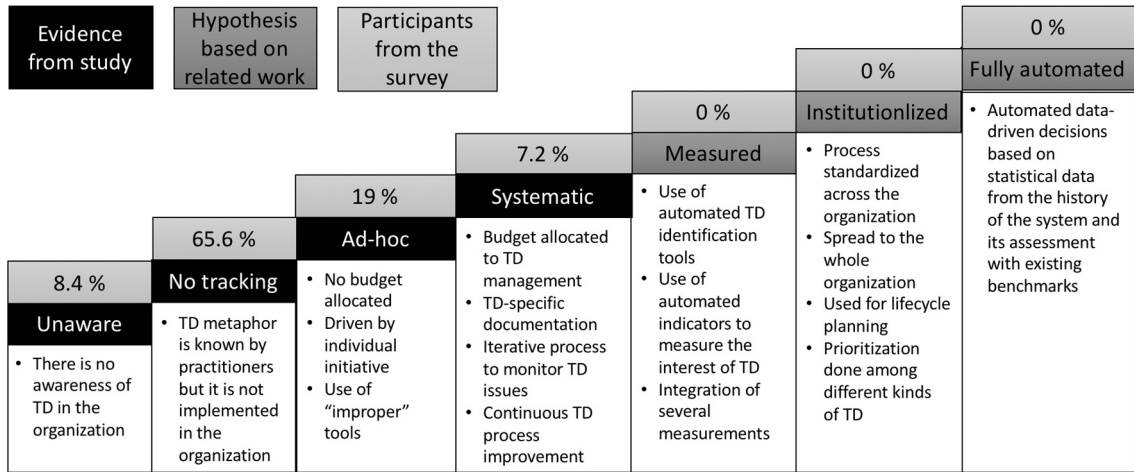 Evidence
from study
Hypothesis
based on
related work
Participants
from the
survey
8.4 %
Unaware
• There is no
awareness of
TD in the
organization
65.6 %
No tracking
• TD metaphor
is known by
practitioners
but it is not
implemented
in the
organization
19 %
Ad-hoc
• No budget
allocated
• Driven by
individual
initiative
• Use of
“improper”
tools
7.2 %
Systematic
• Budget allocated
to TD
management
• TD-specific
documentation
• Iterative process
to monitor TD
issues
• Continuous TD
process
improvement
0 %
Measured
• Use of
automated TD
identification
tools
• Use of
automated
indicators to
measure the
interest of TD
• Integration of
several
measurements
0 %
Institutionlized
• Process
standardized
across the
organization
• Spread to the
whole
organization
• Used for lifecycle
planning
• Prioritization
done among
different kinds
of TD
0 %
Fully automated
• Automated data-
driven decisions
based on
statistical data
from the history
of the system and
its assessment
with existing
benchmarks